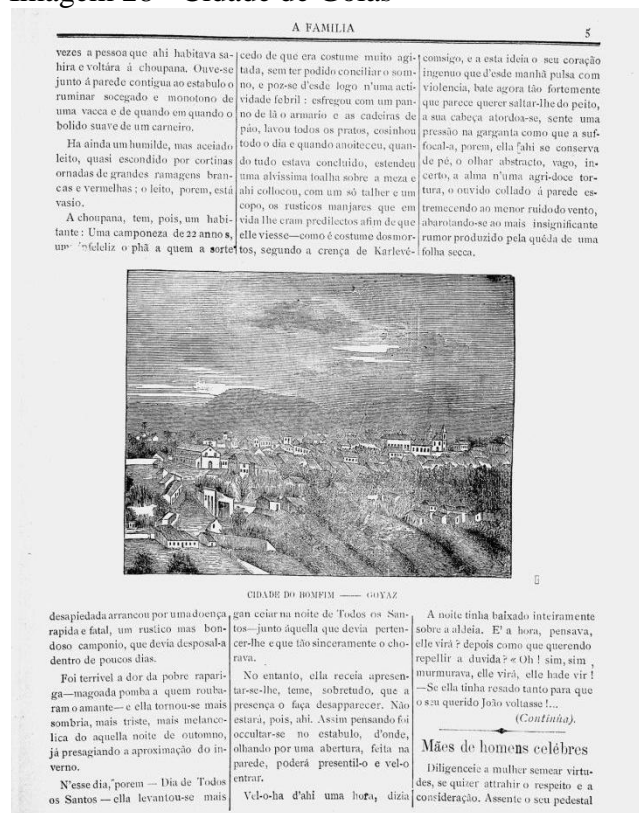 Imagem 28 - Cidade de Goiás
A FAMILIA
5
vezes a pessoa que ahi habitava sa-
hira e voltárá á choupana. Ouve-se
junto á parede contigua ao estabulo o
ruminar socegado e monotono de
uma vacca e de quando em quando o
bolido suave de um carneiro.
Ha ainda um humilde, mas aceiado
leito, quasi escondido por cortinas
ornadas de grandes ramagens bran-
cas e vermelhas; o leito, porem, está
vasio.
A choupana, tem, pois, um habi-
tante: Uma camponeza de 22 annos,
infeleliz o phã a quem a sorte
cedo de que era costume muito agi-
tada, sem ter podido conciliar o som-
no, e poz-se d'esde logo n'uma acti-
vidade febril: esfregou com um pan-
no de lã o armario e as cadeiras de
páo, lavou todos os pratos, cosinhou
todo o dia e quando anoiteceu, quan-
do tudo estava concluido, estendeu
uma alvissima toalha sobre a meza e
ahi collocou, com um só talher e um
copo, os rusticos manjares que em
vida lhe eram predilectos afim de que
elle viesse—como é costume dos mor-
tos, segundo a crença de Karlevé-
comsigo, e a esta ideia o seu coração
ingenuo que d'esde manhã pulsa com
violencia, bate agora tão fortemente
que parece querer saltar-lhe do peito,
a sua cabeça atordoa-se, sente uma
pressão na garganta como que a suf-
focal-a, porem, ella ahi se conserva
de pé, o olhar abstracto, vago, in-
certo, a alma n'uma agri-doce tor-
tura, o ouvido collado á parede es-
tremecendo ao menor ruido do vento,
abarotando-se ao mais insignificante
rumor produzido pela quéda de uma
folha secca.
CIDADE DO BOMFIM —— GOYAZ
desapiedada arrancou por uma doença
rapida e fatal, um rustico mas bon-
doso camponio, que devia desposal-a
dentro de poucos dias.
Foi terrivel a dor da pobre rapari-
ga—magoada pomba a quem rouba-
ram o amante—e ella tornou-se mais
sombria, mais triste, mais melanco-
lica do aquella noite de outomno,
já presagiando a aproximação do in-
verno.
N'esse dia, porem — Dia de Todos
os Santos — ella levantou-se mais
gan ceiar na noite de Todos os San-
tos—junto áquella que devia perten-
cer-lhe e que tão sinceramente o cho-
rava.
No entanto, ella receia apresen-
tar-se-lhe, teme, sobretudo, que a
presença o faça desapparecer. Não
estará, pois, ahi. Assim pensando foi
occultar-se no estabulo, d'onde,
olhando por uma abertura, feita na
parede, poderá presentil-o e vel-o
entrar.
Vel-o-ha d'ahi uma hora, dizia
A noite tinha baixado inteiramente
sobre a aldeia. E' a hora, pensava,
elle virá? depois como que querendo
repellir a duvida? « Oh! sim, sim,
murmurava, elle virá, elle hade vir!
—Se ella tinha resado tanto para que
o seu querido João voltasse!...
(Continúa).
Mães de homens celébres
Diligenceie a mulher semear virtu-
des, se quizer attrahir o respeito e a
consideração. Assente o seu pedestal